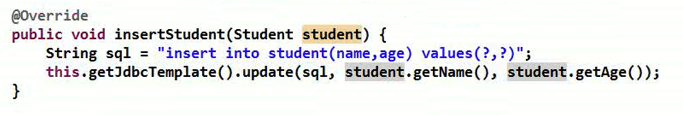 @Override
public void insertStudent(Student student) {
String sql = "insert into student(name,age) values(?,?)";
this.getJdbcTemplate().update(sql, student.getName(), student.getAge());
}